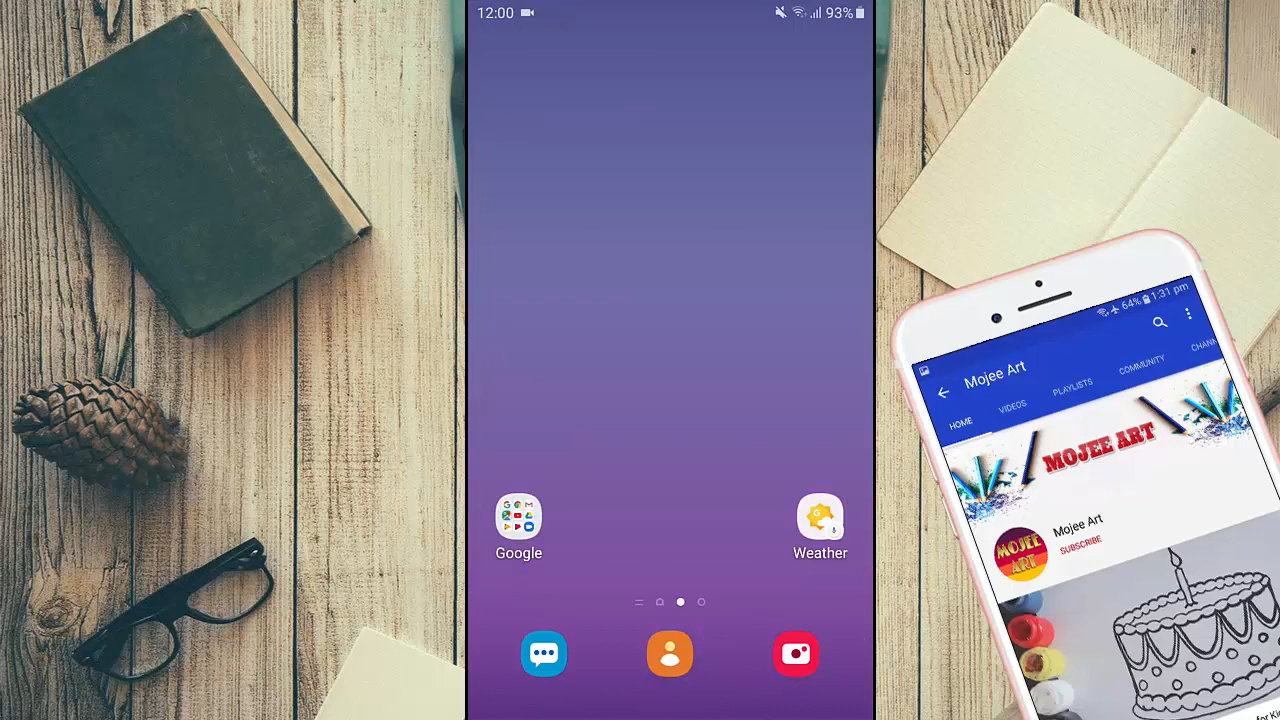 12:00
93%
Google
Weather
64% 1:31 pm
Mojee Art
HOME VIDEOS PLAYLISTS COMMUNITY CHANN
MOJEE ART
MOJEE ART
Mojee Art
SUBSCRIBE